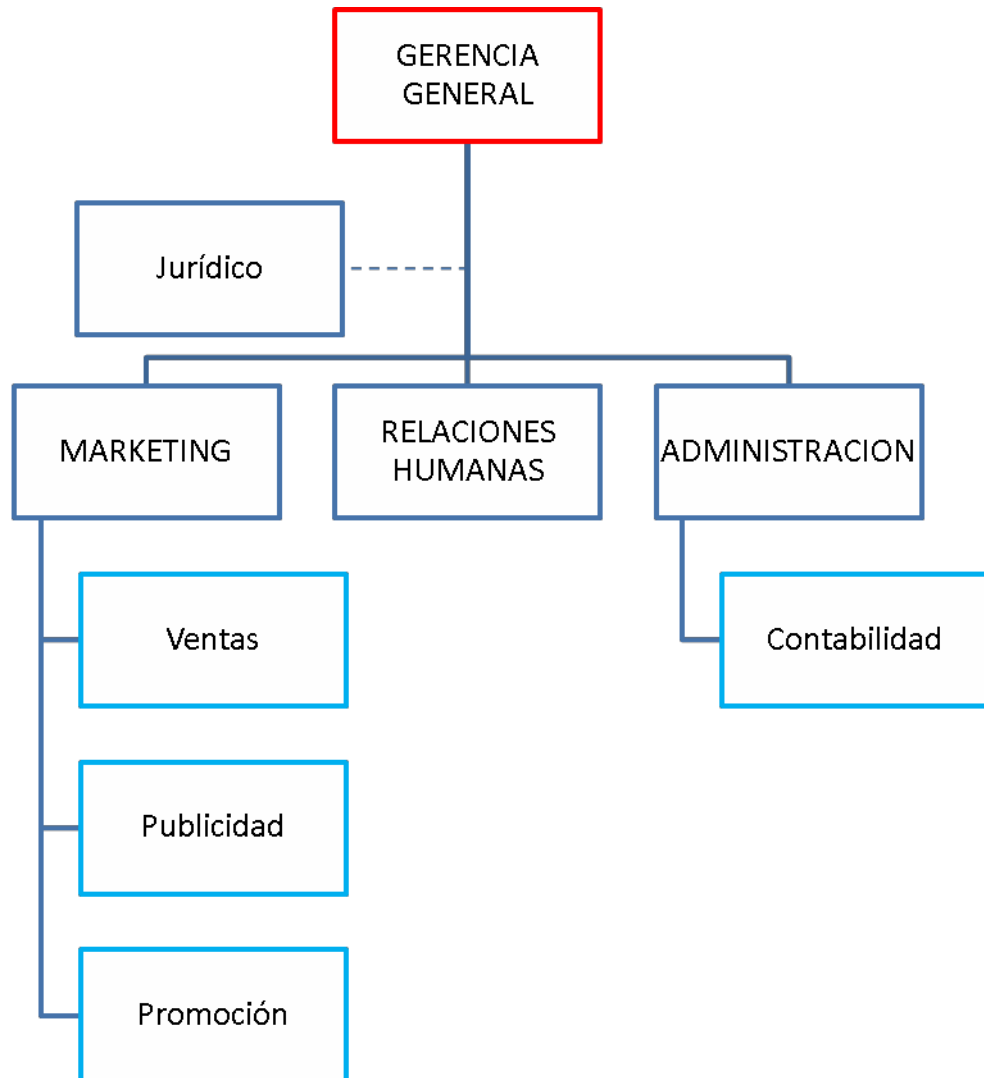 GERENCIA
GENERAL
Jurídico
MARKETING
RELACIONES
HUMANAS
ADMINISTRACION
Ventas
Contabilidad
Publicidad
Promoción